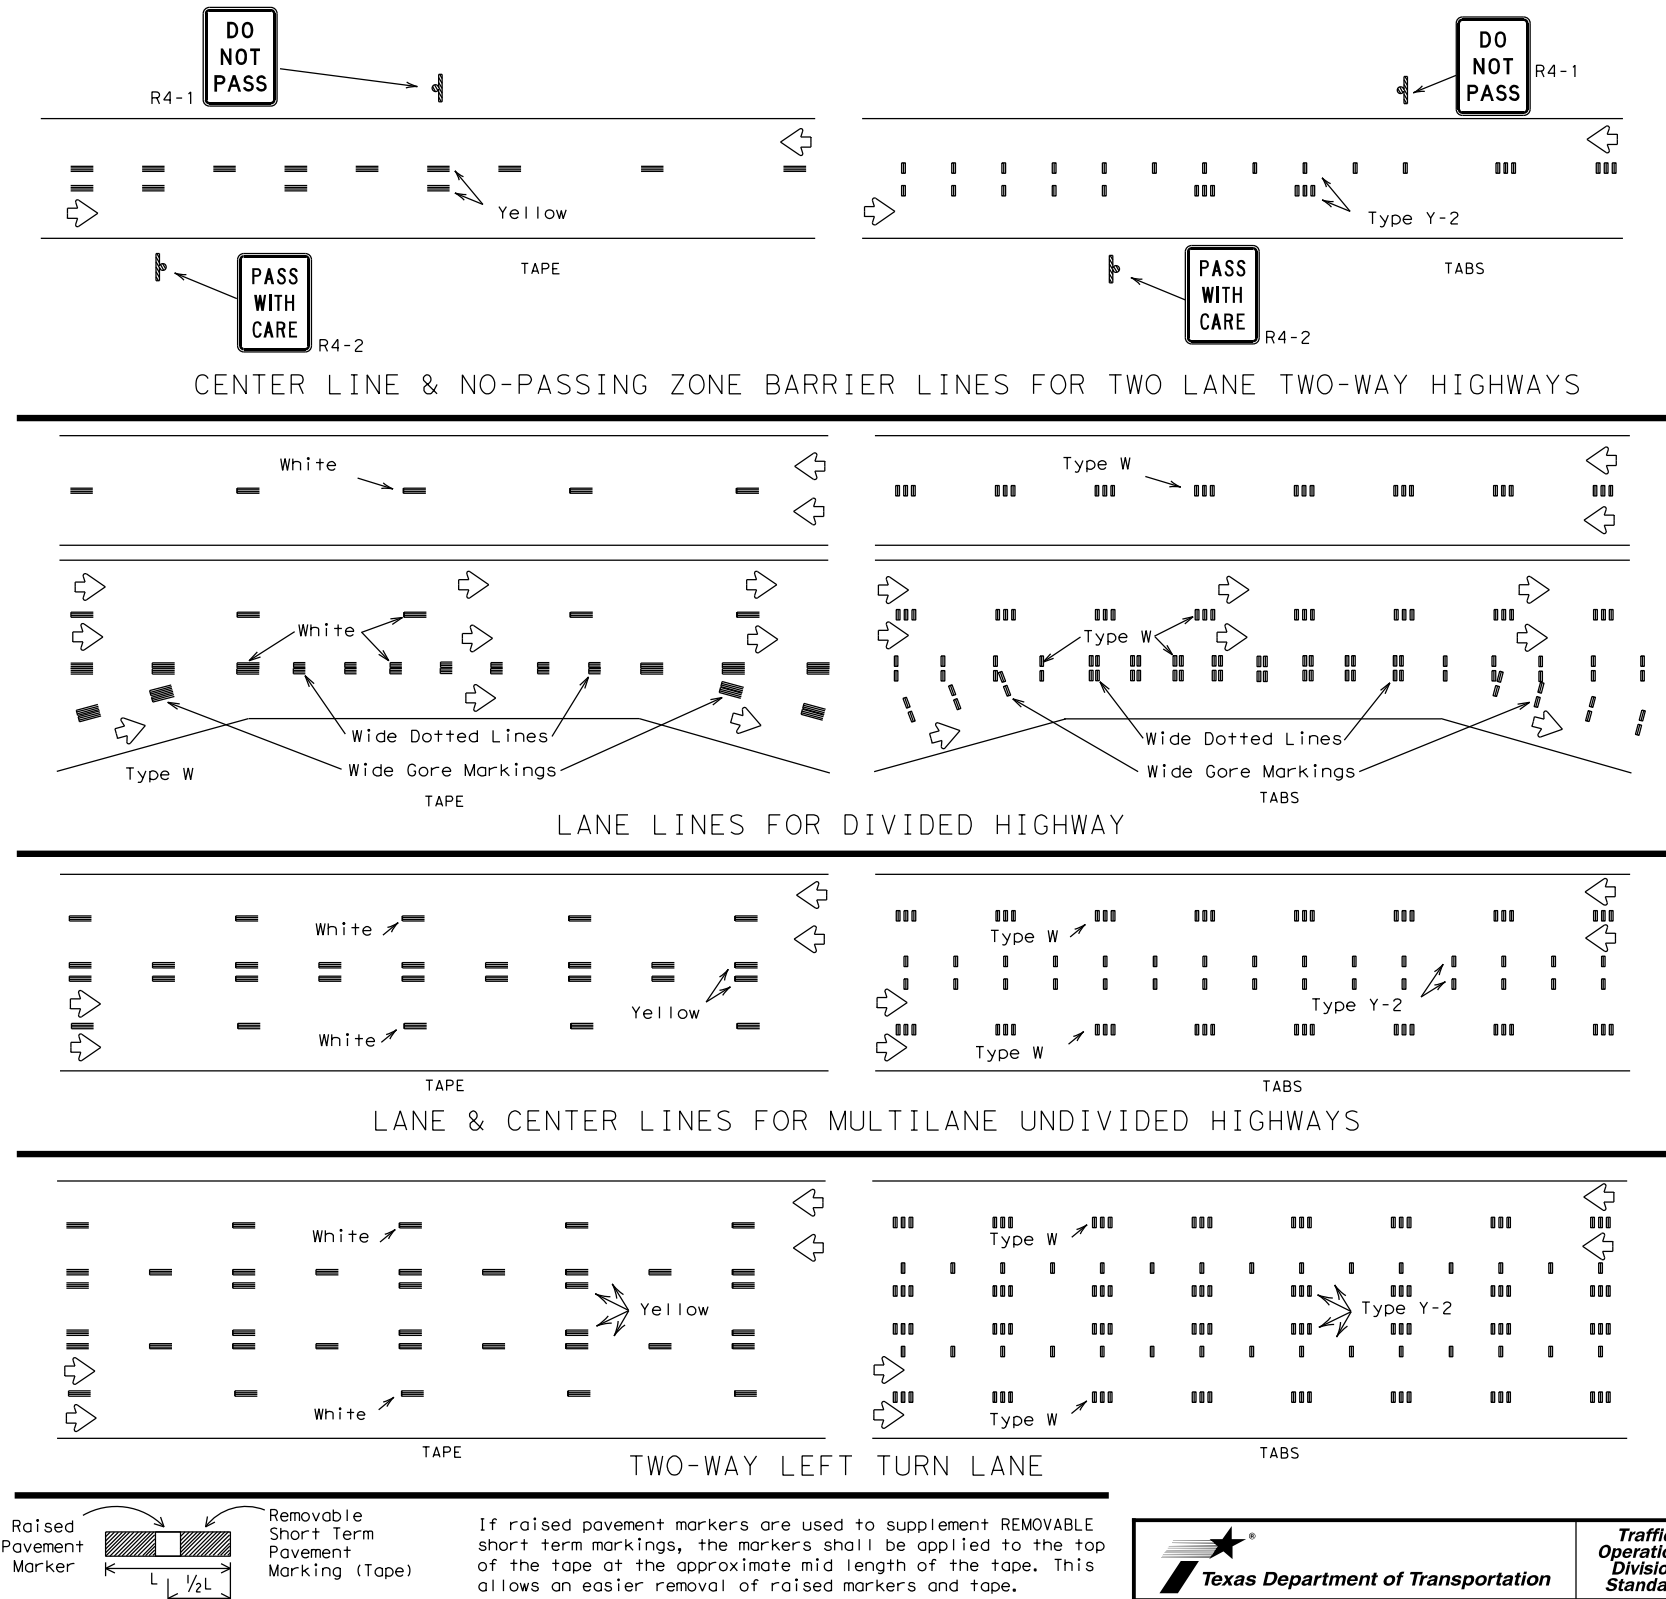 DO
NOT
PASS
R4-1
DO
NOT
PASS
R4-1
Yellow
Type Y-2
TAPE
TABS
PASS
WITH
CARE
R4-2
PASS
WITH
CARE
R4-2
CENTER LINE & NO-PASSING ZONE BARRIER LINES FOR TWO LANE TWO-WAY HIGHWAYS
White
Type W
White
Type W
Wide Dotted Lines
Wide Dotted Lines
Type W
Wide Gore Markings
Wide Gore Markings
TAPE
TABS
LANE LINES FOR DIVIDED HIGHWAY
White
Type W
Yellow
Type Y-2
White
Type W
TAPE
TABS
LANE & CENTER LINES FOR MULTILANE UNDIVIDED HIGHWAYS
White
Type W
Yellow
Type Y-2
White
Type W
TAPE
TABS
TWO-WAY LEFT TURN LANE
Raised
Pavement
Marker
L
½L
Removable
Short Term
Pavement
Marking (Tape)
If raised pavement markers are used to supplement REMOVABLE
short term markings, the markers shall be applied to the top
of the tape at the approximate mid length of the tape. This
allows an easier removal of raised markers and tape.
®
Texas Department of Transportation